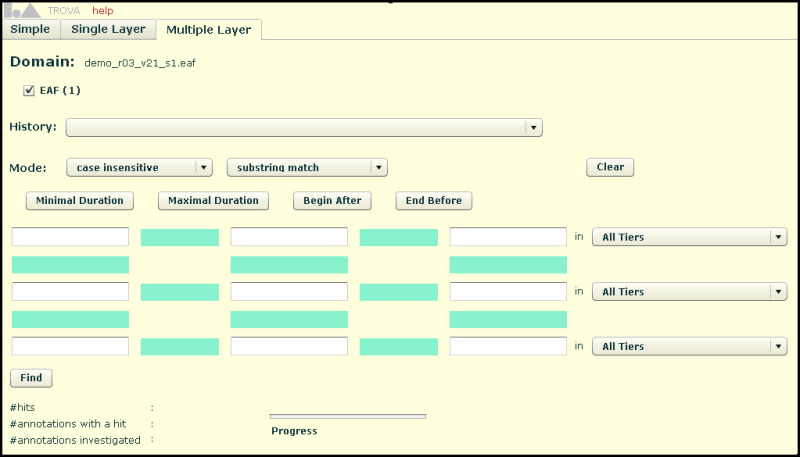 TROVA help
Simple Single Layer Multiple Layer
Domain: demo_r03_v21_s1.eaf
EAF (1)
History:
Mode: case insensitive substring match Clear
Minimal Duration Maximal Duration Begin After End Before
in All Tiers
in All Tiers
in All Tiers
Find
#hits :
#annotations with a hit :
#annotations investigated :
Progress